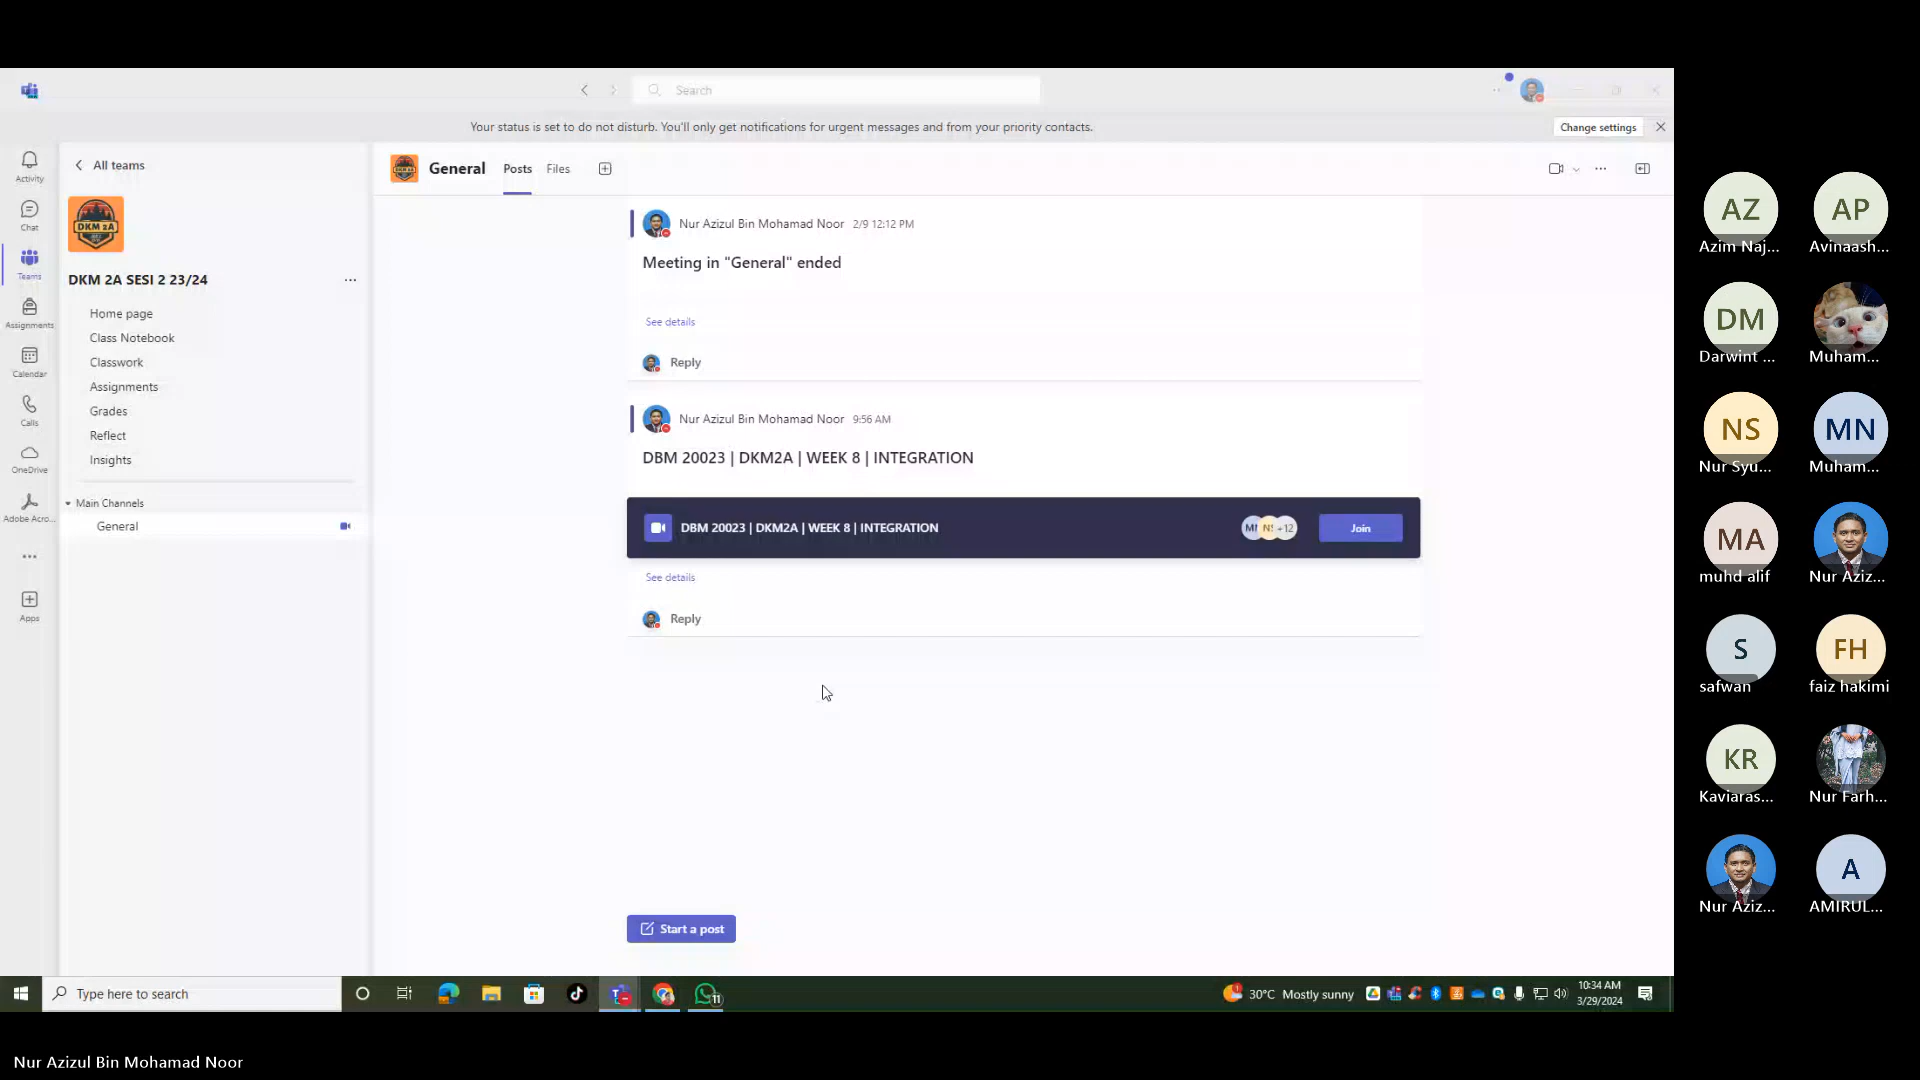 Search
Your status is set to do not disturb. You'll only get notifications for urgent messages and from your priority contacts.
Change settings
Activity
Chat
Teams
Assignments
Calendar
Calls
OneDrive
Adobe Acro...
Apps
All teams
DKM 2A
DKM 2A SESI 2 23/24
Home page
Class Notebook
Classwork
Assignments
Grades
Reflect
Insights
Main Channels
General
General
Posts
Files
Nur Azizul Bin Mohamad Noor 2/9 12:12 PM
Meeting in "General" ended
See details
Reply
Nur Azizul Bin Mohamad Noor 9:56 AM
DBM 20023 | DKM2A | WEEK 8 | INTEGRATION
DBM 20023 | DKM2A | WEEK 8 | INTEGRATION
+12
Join
See details
Reply
Start a post
Type here to search
11
30°C Mostly sunny
10:34 AM
3/29/2024
AZ
Azim Naj...
AP
Avinaash...
DM
Darwint ...
Muham...
NS
Nur Syu...
MN
Muham...
MA
muhd alif
Nur Aziz...
S
safwan
FH
faiz hakimi
KR
Kaviaras...
Nur Farh...
Nur Aziz...
A
AMIRUL...
Nur Azizul Bin Mohamad Noor